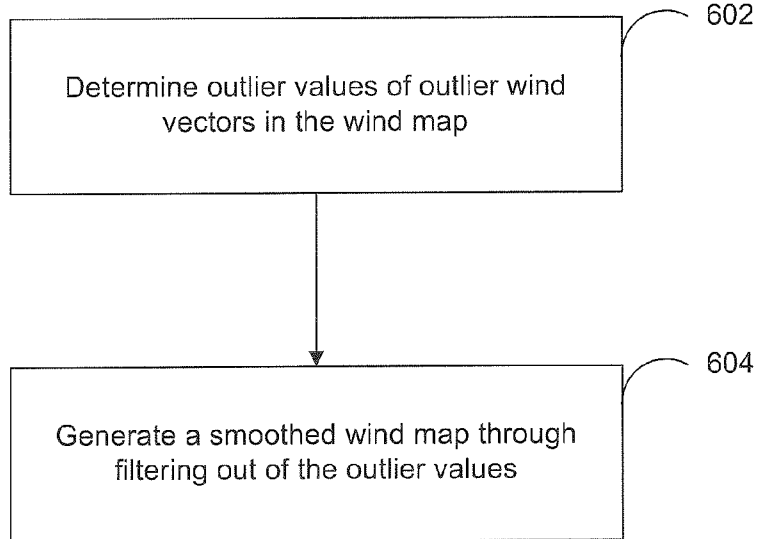 602
Determine outlier values of outlier wind
vectors in the wind map
604
Generate a smoothed wind map through
filtering out of the outlier values